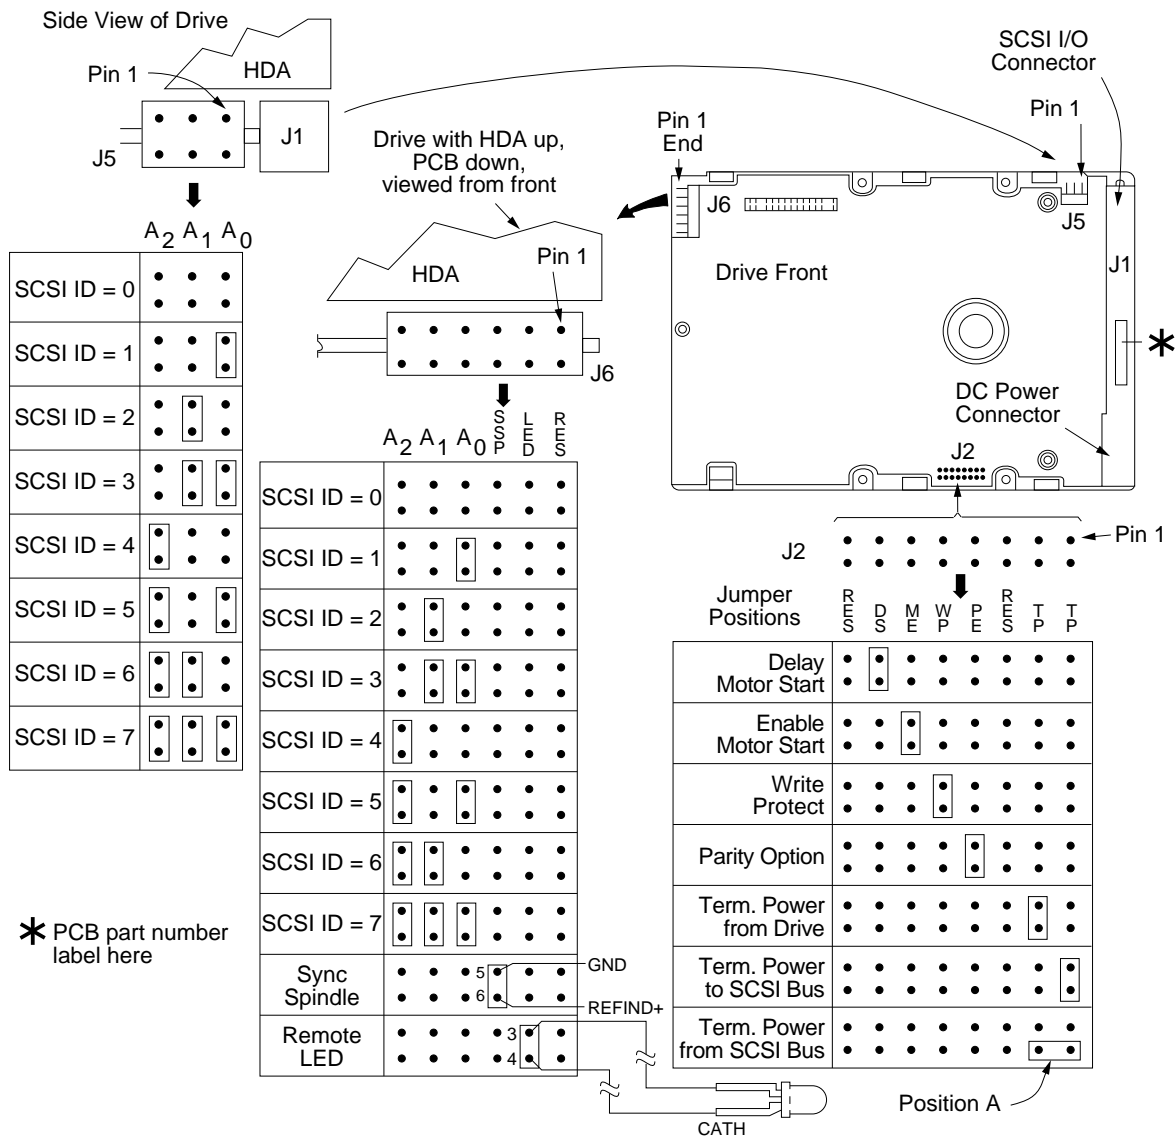 Side View of Drive
HDA
Pin 1
J5
J1
A2 A1 A0
SCSI ID = 0
SCSI ID = 1
SCSI ID = 2
SCSI ID = 3
SCSI ID = 4
SCSI ID = 5
SCSI ID = 6
SCSI ID = 7
* PCB part number
label here
Drive with HDA up,
PCB down,
viewed from front
HDA
Pin 1
J6
A2 A1 A0 SSP LED RES
SCSI ID = 0
SCSI ID = 1
SCSI ID = 2
SCSI ID = 3
SCSI ID = 4
SCSI ID = 5
SCSI ID = 6
SCSI ID = 7
Sync
Spindle
5
6
GND
REFIND+
Remote
LED
3
4
CATH
SCSI I/O
Connector
Pin 1
End
Pin 1
J6
J5
J1
Drive Front
*
DC Power
Connector
J2
J2
Pin 1
Jumper
Positions
RES DS ME WP PE RES TP TP
Delay
Motor Start
Enable
Motor Start
Write
Protect
Parity Option
Term. Power
from Drive
Term. Power
to SCSI Bus
Term. Power
from SCSI Bus
Position A